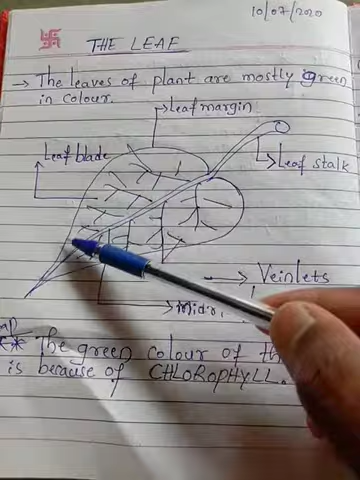 10/07/2020
THE LEAF
→ The leaves of plant are mostly green
in colour.
Leaf margin
Leaf blade
Leaf stalk
Veinlets
The green colour of
is because of CHLOROPHYLL.